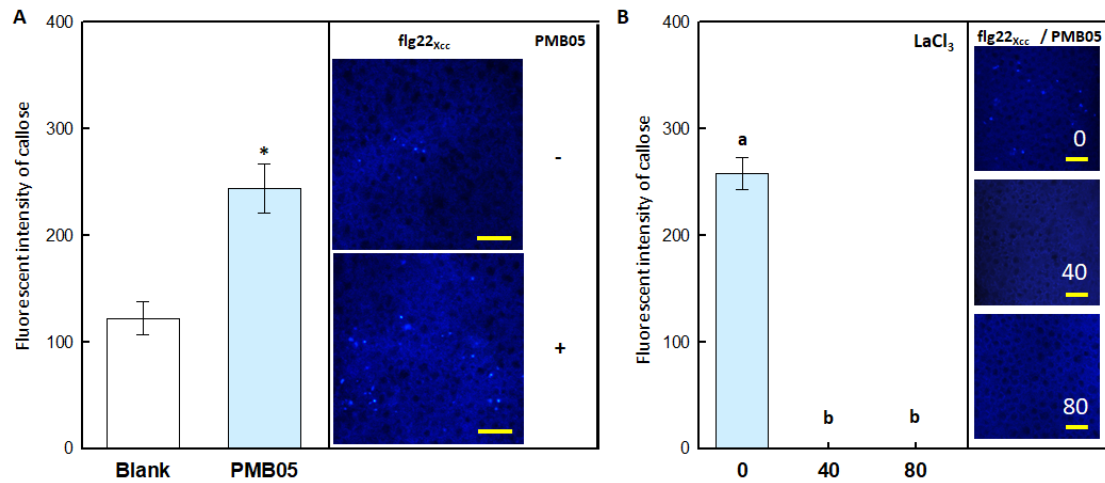 A
Fluorescent intensity of callose
400
300
200
100
0
*
Blank
PMB05
flg22Xcc
PMB05
-
+
B
Fluorescent intensity of callose
400
300
200
100
0
LaCl3
a
b
b
0
40
80
flg22Xcc / PMB05
0
40
80